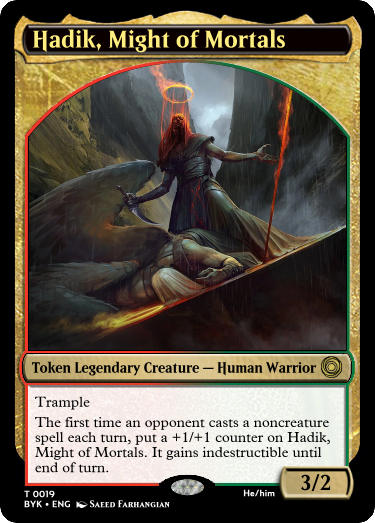 Hadik, Might of Mortals
Token Legendary Creature — Human Warrior
Trample
The first time an opponent casts a noncreature
spell each turn, put a +1/+1 counter on Hadik,
Might of Mortals. It gains indestructible until
end of turn.
3/2
T 0019
He/him
BYK • ENG Saeed Farhangian